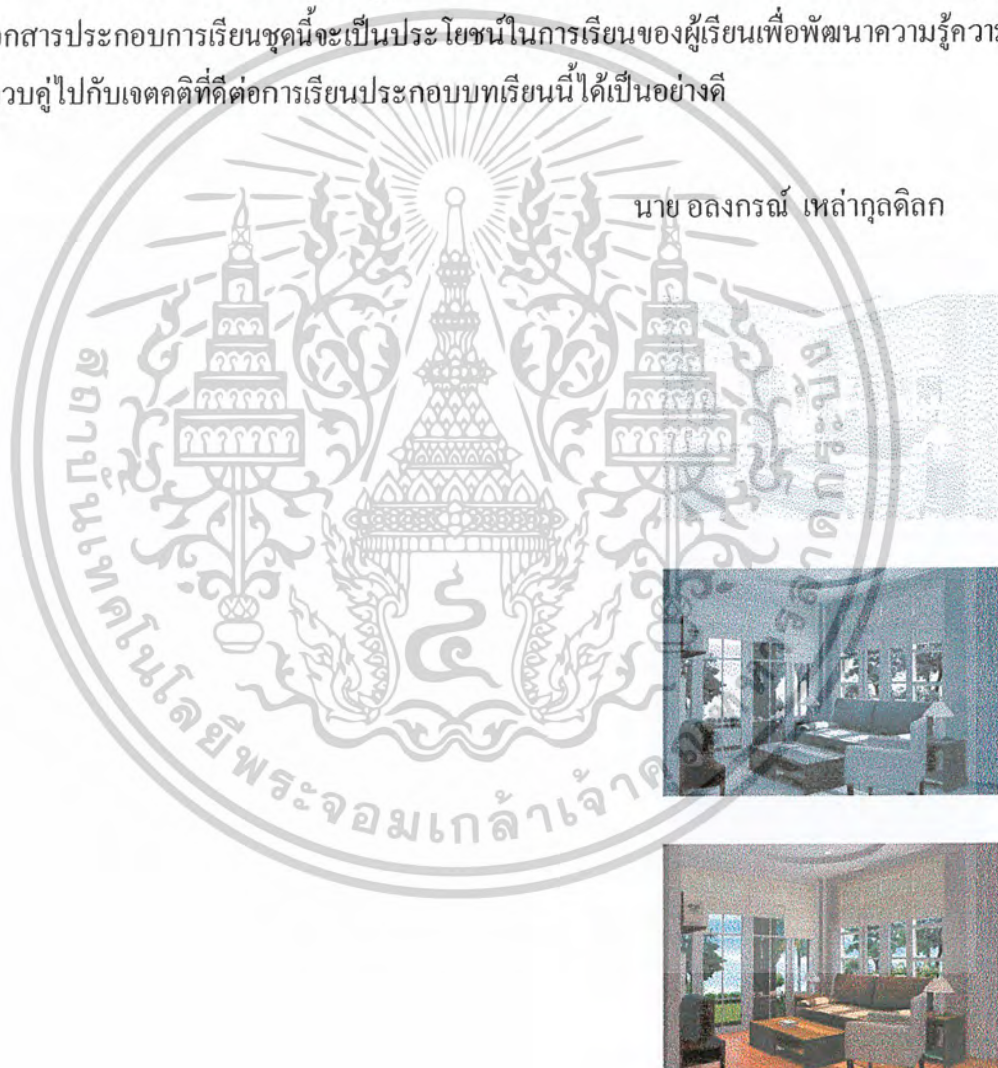 อกสารประกอบการเรียนชุดนี้จะเป็นประโยชน์ในการเรียนของผู้เรียนเพื่อพัฒนาความรู้ความ
วบคู่ไปกับเจตคติที่ดีต่อการเรียนประกอบบทเรียนนี้ได้เป็นอย่างดี
นาย อลงกรณ์ เหล่ากุลดิลก
สถาบันเทคโนโลยีพระจอมเกล้าเจ้าคุณทหารลาดกระบัง